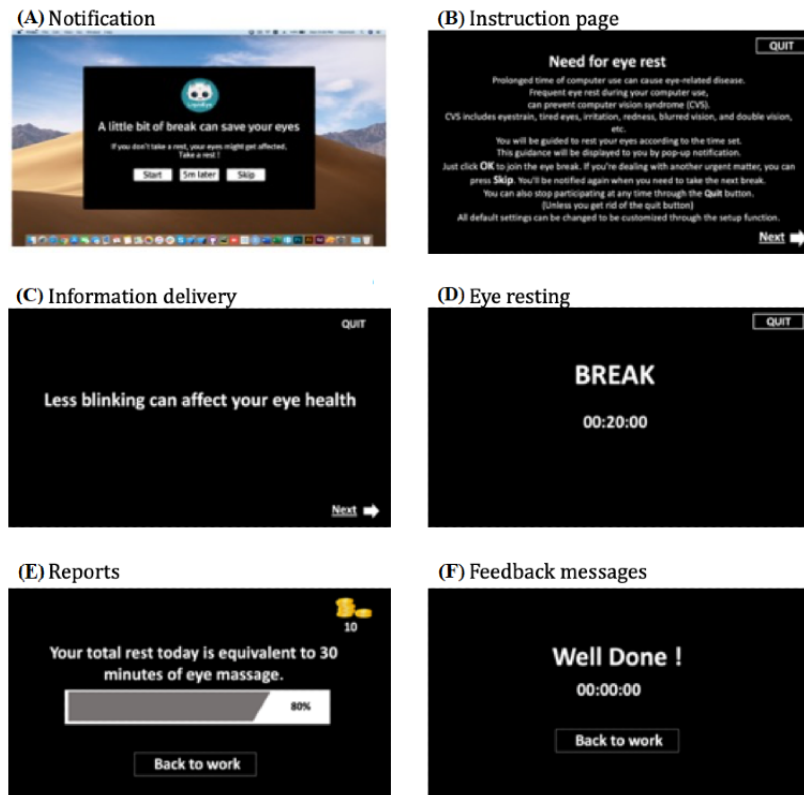 (A) Notification
A little bit of break can save your eyes
If you don't take a rest, your eyes might get affected.
Take a rest !
Start 5m later Skip
(B) Instruction page
QUIT
Need for eye rest
Prolonged time of computer use can cause eye-related disease.
Frequent eye rest during your computer use,
can prevent computer vision syndrome (CVS).
CVS includes eyestrain, tired eyes, irritation, redness, blurred vision, and double vision,
etc.
You will be guided to rest your eyes according to the time set.
This guidance will be displayed to you by pop-up notification.
Just click OK to join the eye break. If you're dealing with another urgent matter, you can
press Skip. You'll be notified again when you need to take the next break.
You can also stop participating at any time through the Quit button.
(Unless you get rid of the quit button)
All default settings can be changed to be customized through the setup function.
Next
(C) Information delivery
QUIT
Less blinking can affect your eye health
Next
(D) Eye resting
QUIT
BREAK
00:20:00
(E) Reports
10
Your total rest today is equivalent to 30
minutes of eye massage.
80%
Back to work
(F) Feedback messages
Well Done !
00:00:00
Back to work